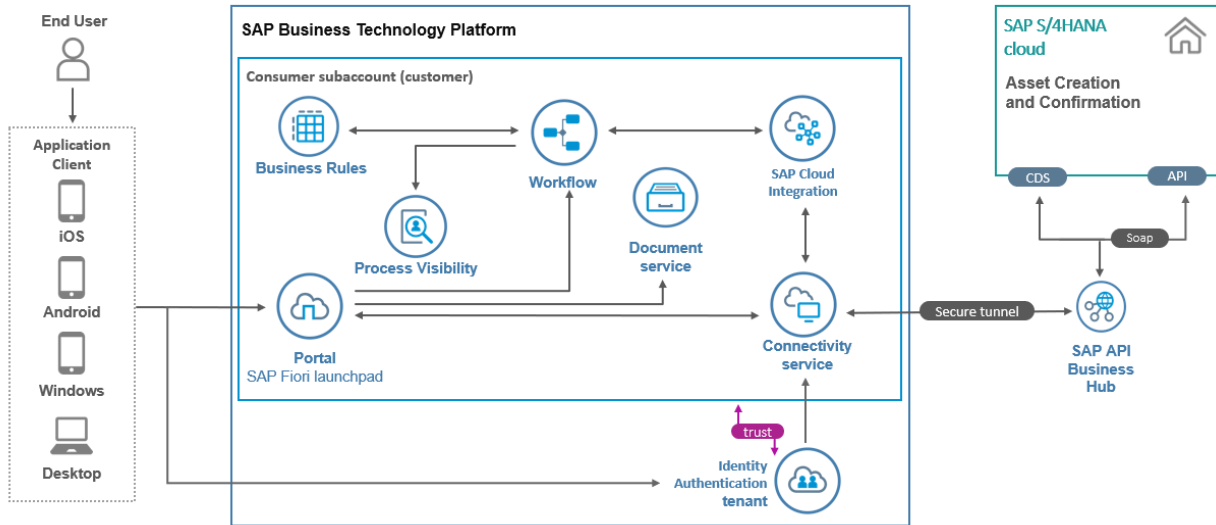 End User
Application
Client
iOS
Android
Windows
Desktop
SAP Business Technology Platform
Consumer subaccount (customer)
Business Rules
Workflow
SAP Cloud
Integration
Process Visibility
Document
service
Portal
SAP Fiori launchpad
Connectivity
service
trust
Identity
Authentication
tenant
Secure tunnel
SAP S/4HANA
cloud
Asset Creation
and Confirmation
CDS
API
Soap
SAP API
Business
Hub